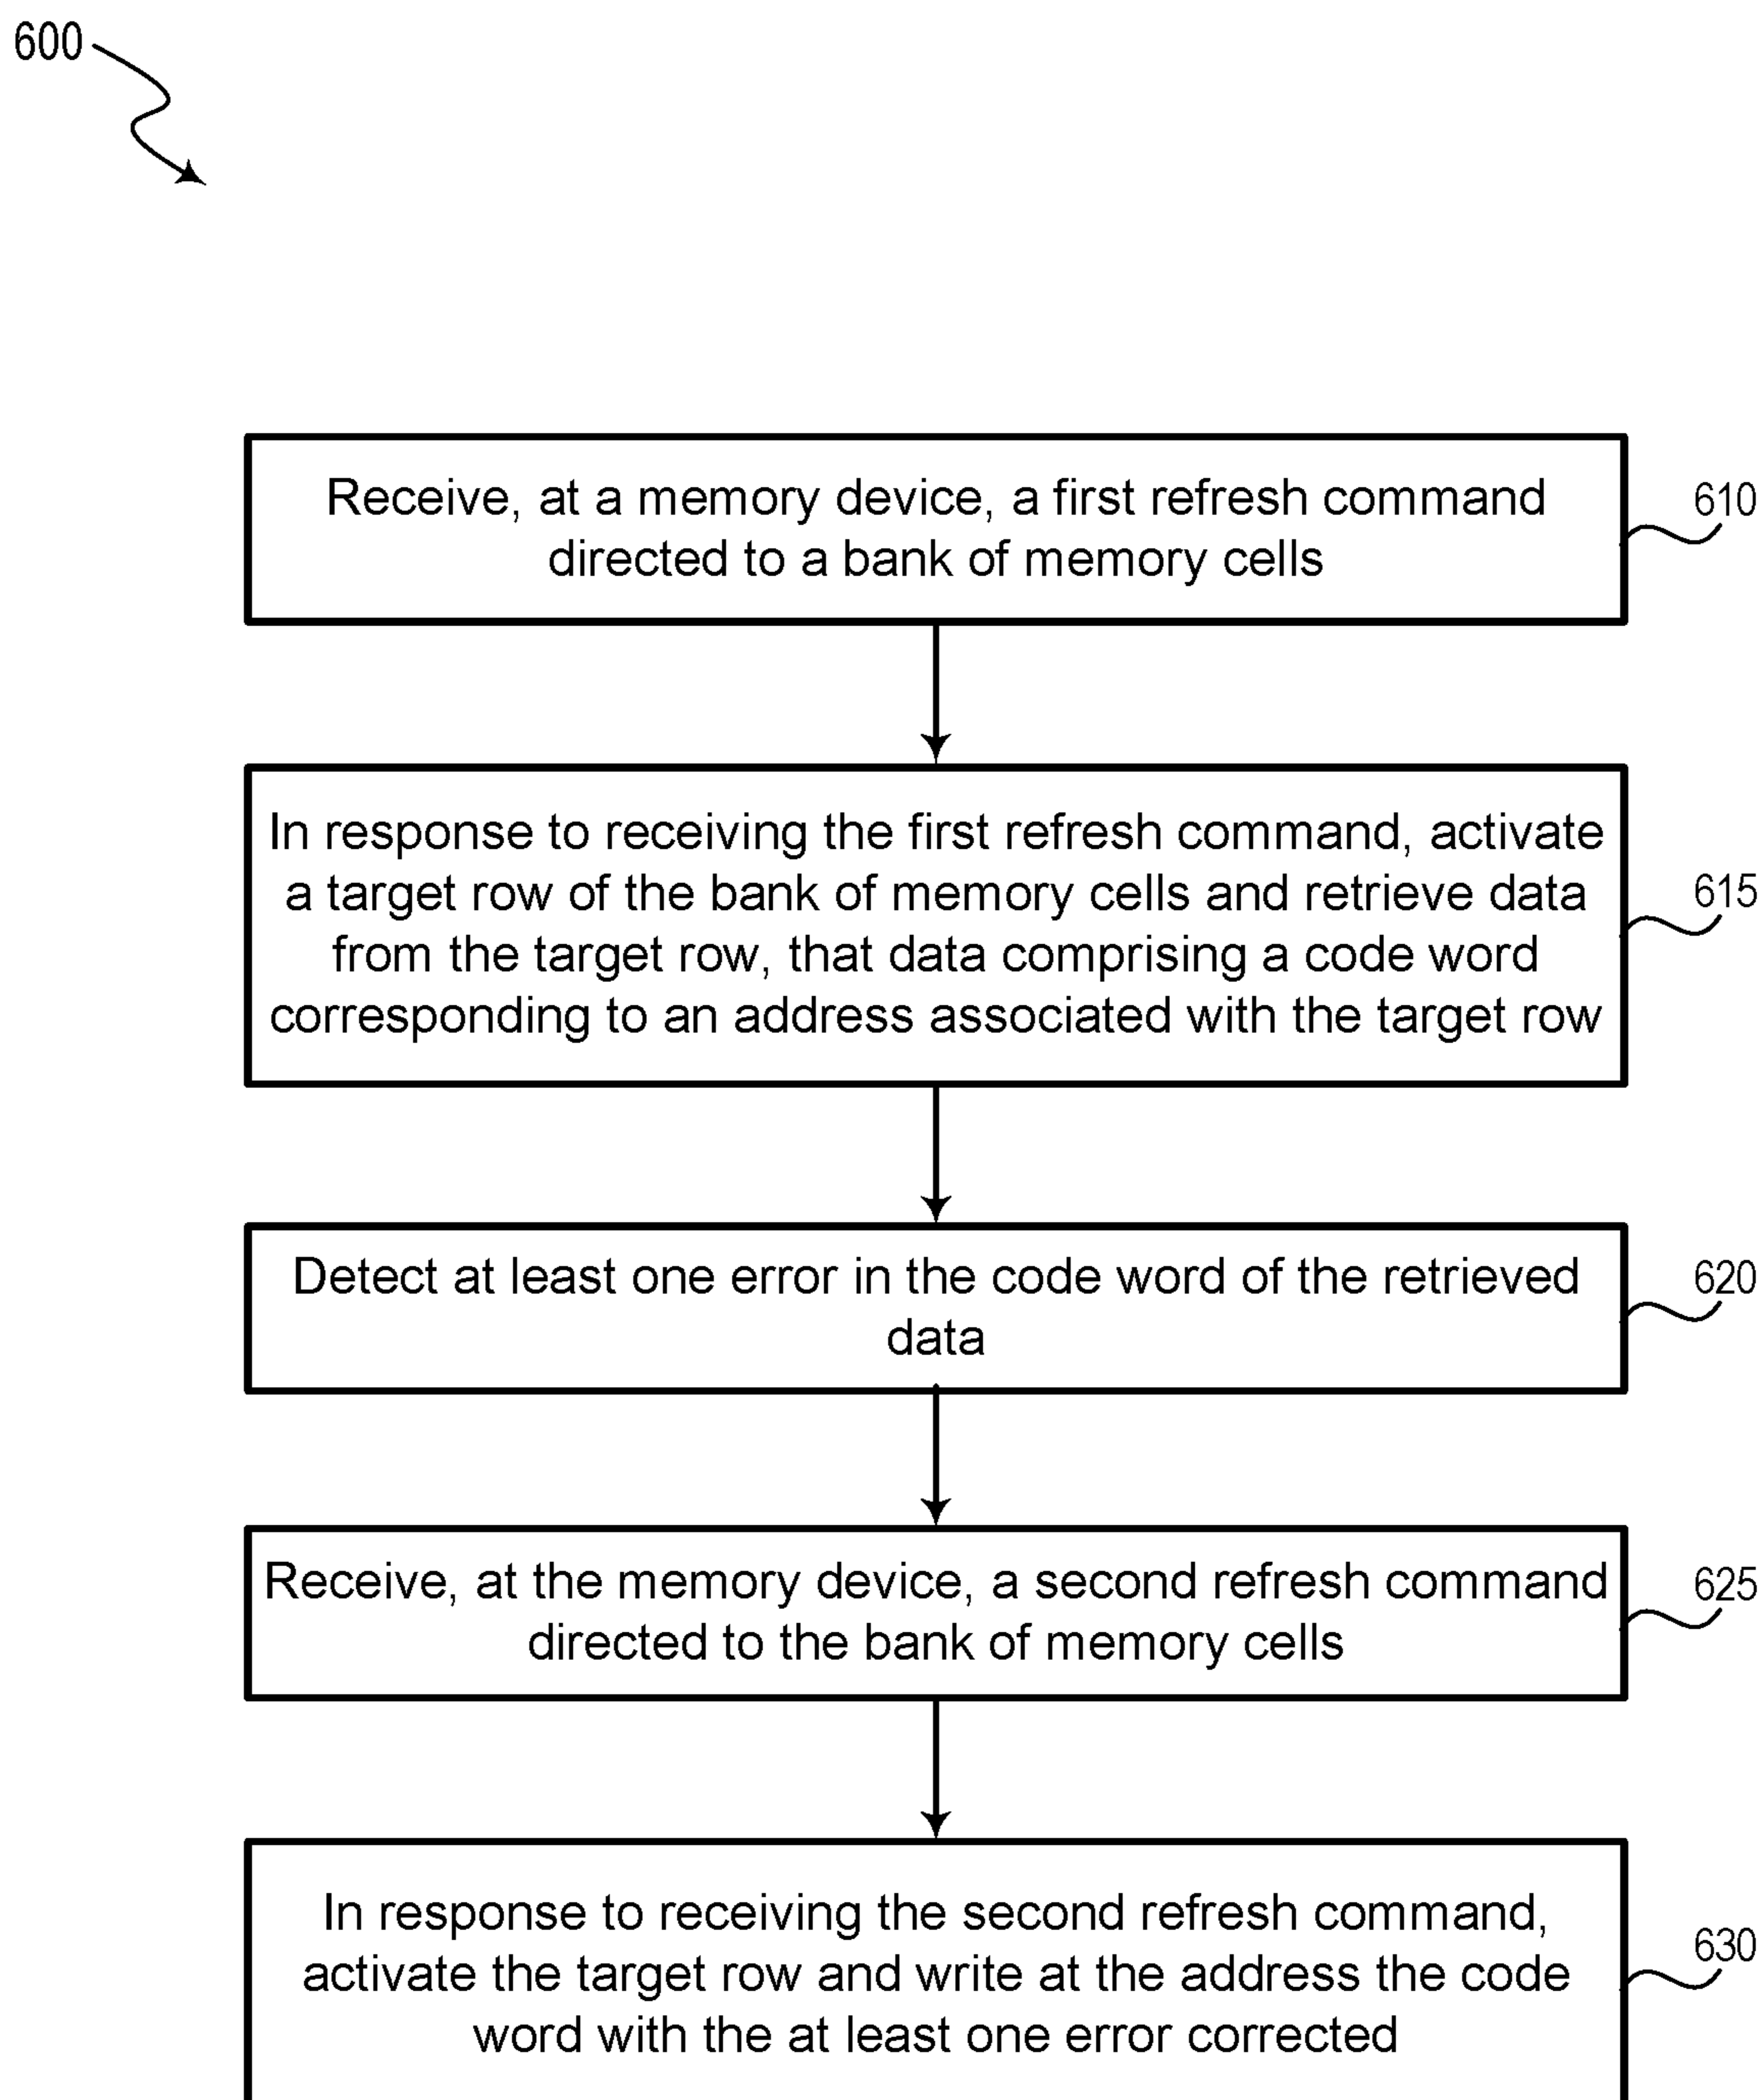 600
Receive, at a memory device, a first refresh command
directed to a bank of memory cells
610
In response to receiving the first refresh command, activate
a target row of the bank of memory cells and retrieve data
from the target row, that data comprising a code word
corresponding to an address associated with the target row
615
Detect at least one error in the code word of the retrieved
data
620
Receive, at the memory device, a second refresh command
directed to the bank of memory cells
625
In response to receiving the second refresh command,
activate the target row and write at the address the code
word with the at least one error corrected
630